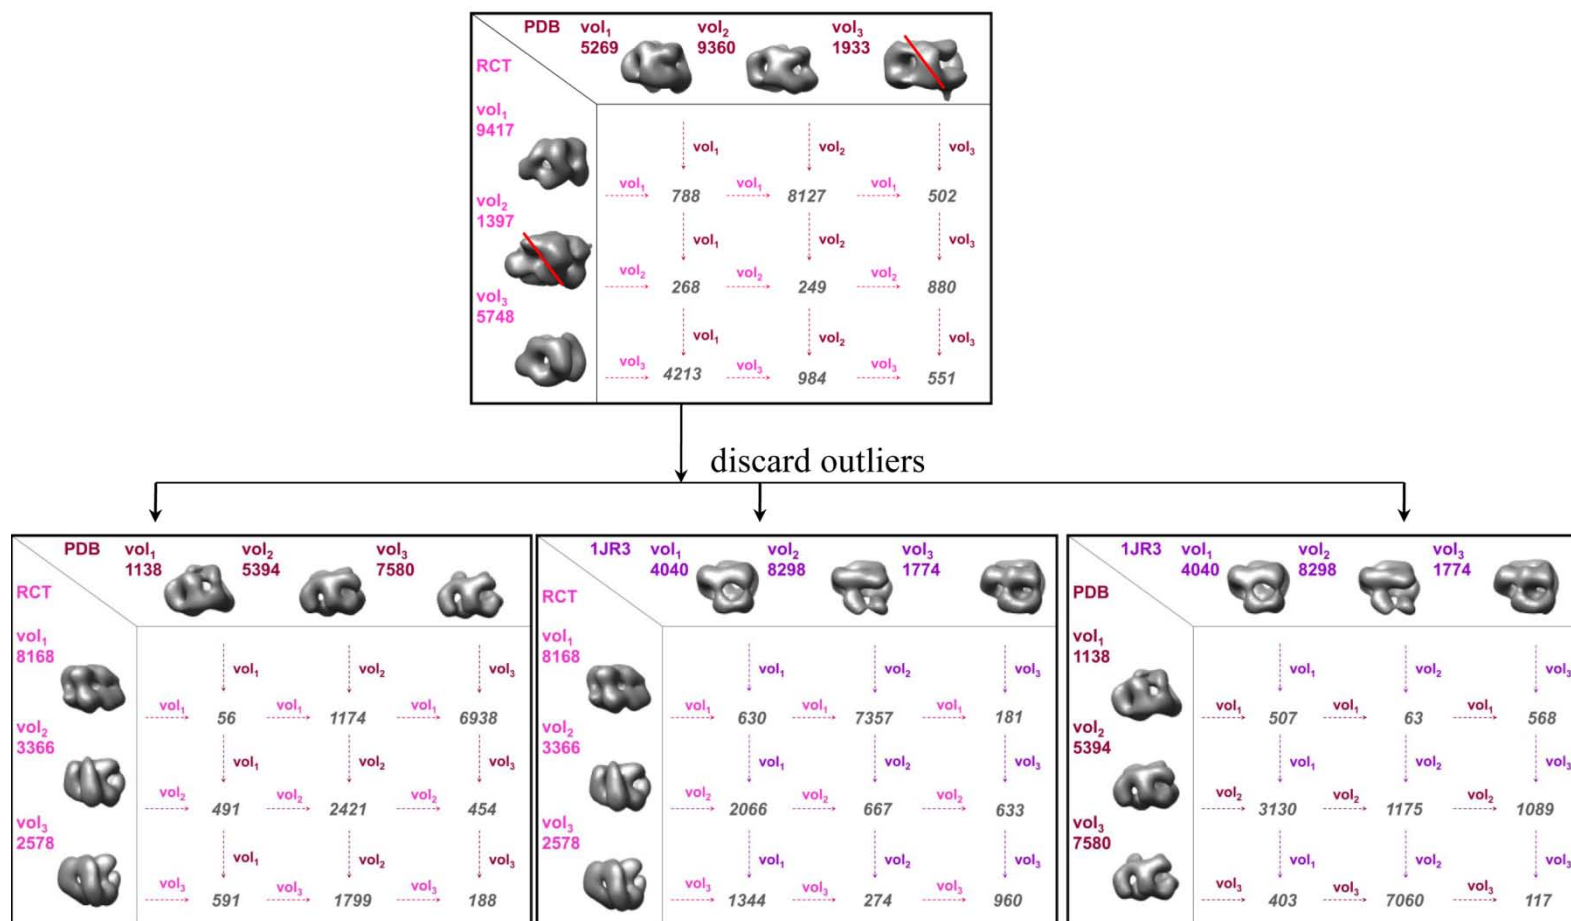 PDB vol₁ vol₂ vol₃
5269 9360 1933
RCT
vol₁
9417
vol₁ vol₂ vol₃
vol₁ vol₁ vol₁
788 8127 502
vol₂
1397
vol₁ vol₂ vol₃
vol₂ vol₂ vol₂
268 249 880
vol₃
5748
vol₁ vol₂ vol₃
vol₃ vol₃ vol₃
4213 984 551
discard outliers
PDB vol₁ vol₂ vol₃
1138 5394 7580
RCT
vol₁
8168
vol₁ vol₂ vol₃
vol₁ vol₁ vol₁
56 1174 6938
vol₂
3366
vol₁ vol₂ vol₃
vol₂ vol₂ vol₂
491 2421 454
vol₃
2578
vol₁ vol₂ vol₃
vol₃ vol₃ vol₃
591 1799 188
1JR3 vol₁ vol₂ vol₃
4040 8298 1774
RCT
vol₁
8168
vol₁ vol₂ vol₃
vol₁ vol₁ vol₁
630 7357 181
vol₂
3366
vol₁ vol₂ vol₃
vol₂ vol₂ vol₂
2066 667 633
vol₃
2578
vol₁ vol₂ vol₃
vol₃ vol₃ vol₃
1344 274 960
1JR3 vol₁ vol₂ vol₃
4040 8298 1774
PDB
vol₁
1138
vol₁ vol₂ vol₃
vol₁ vol₁ vol₁
507 63 568
vol₂
5394
vol₁ vol₂ vol₃
vol₂ vol₂ vol₂
3130 1175 1089
vol₃
7580
vol₁ vol₂ vol₃
vol₃ vol₃ vol₃
403 7060 117